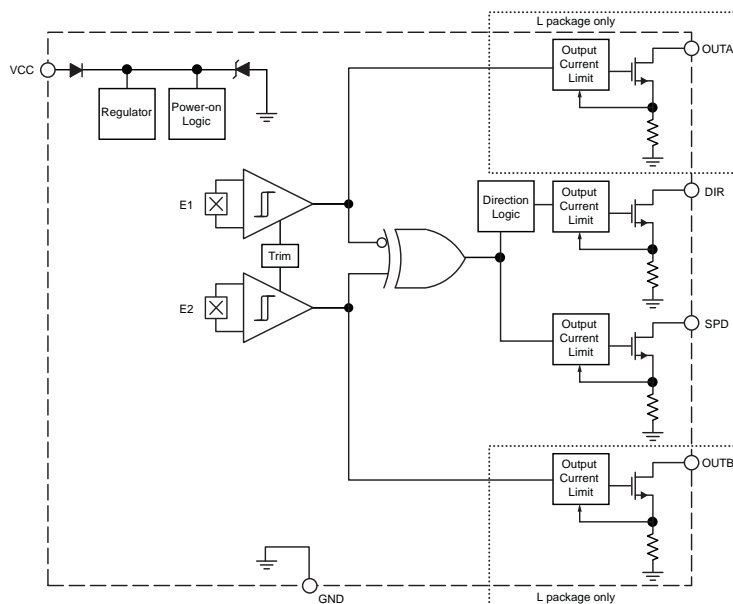 L package only
VCC
Regulator
Power-on
Logic
Output
Current
Limit
OUTA
E1
Trim
E2
Direction
Logic
Output
Current
Limit
DIR
Output
Current
Limit
SPD
Output
Current
Limit
OUTB
GND
L package only